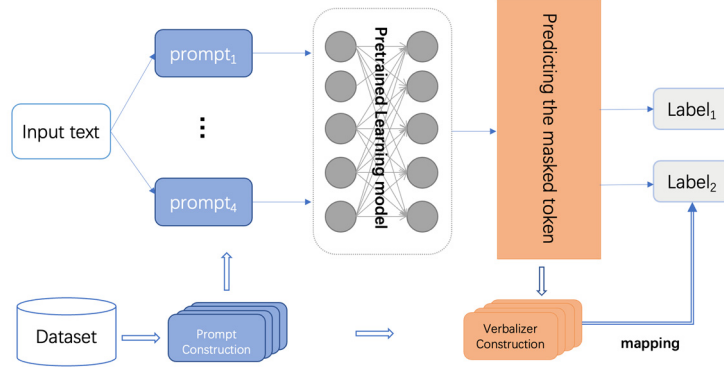 Input text
prompt₁
...
prompt₄
Pretrained Learning model
Predicting the masked token
Label₁
Label₂
Dataset
Prompt
Construction
Verbalizer
Construction
mapping